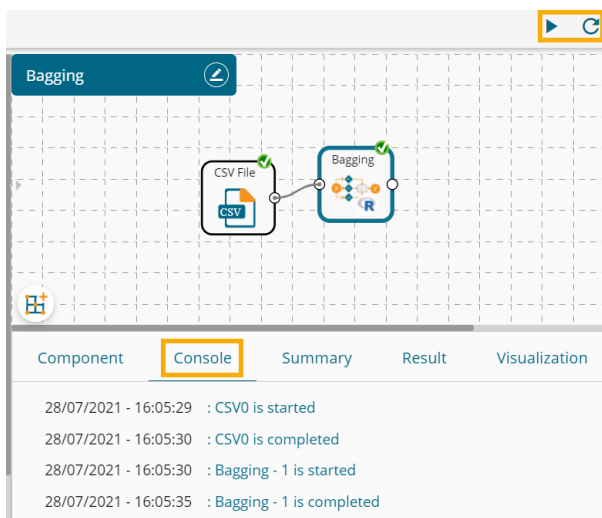 Bagging
CSV File
CSV
Bagging
R
Component Console Summary Result Visualization
28/07/2021 - 16:05:29 : CSV0 is started
28/07/2021 - 16:05:30 : CSV0 is completed
28/07/2021 - 16:05:30 : Bagging - 1 is started
28/07/2021 - 16:05:35 : Bagging - 1 is completed